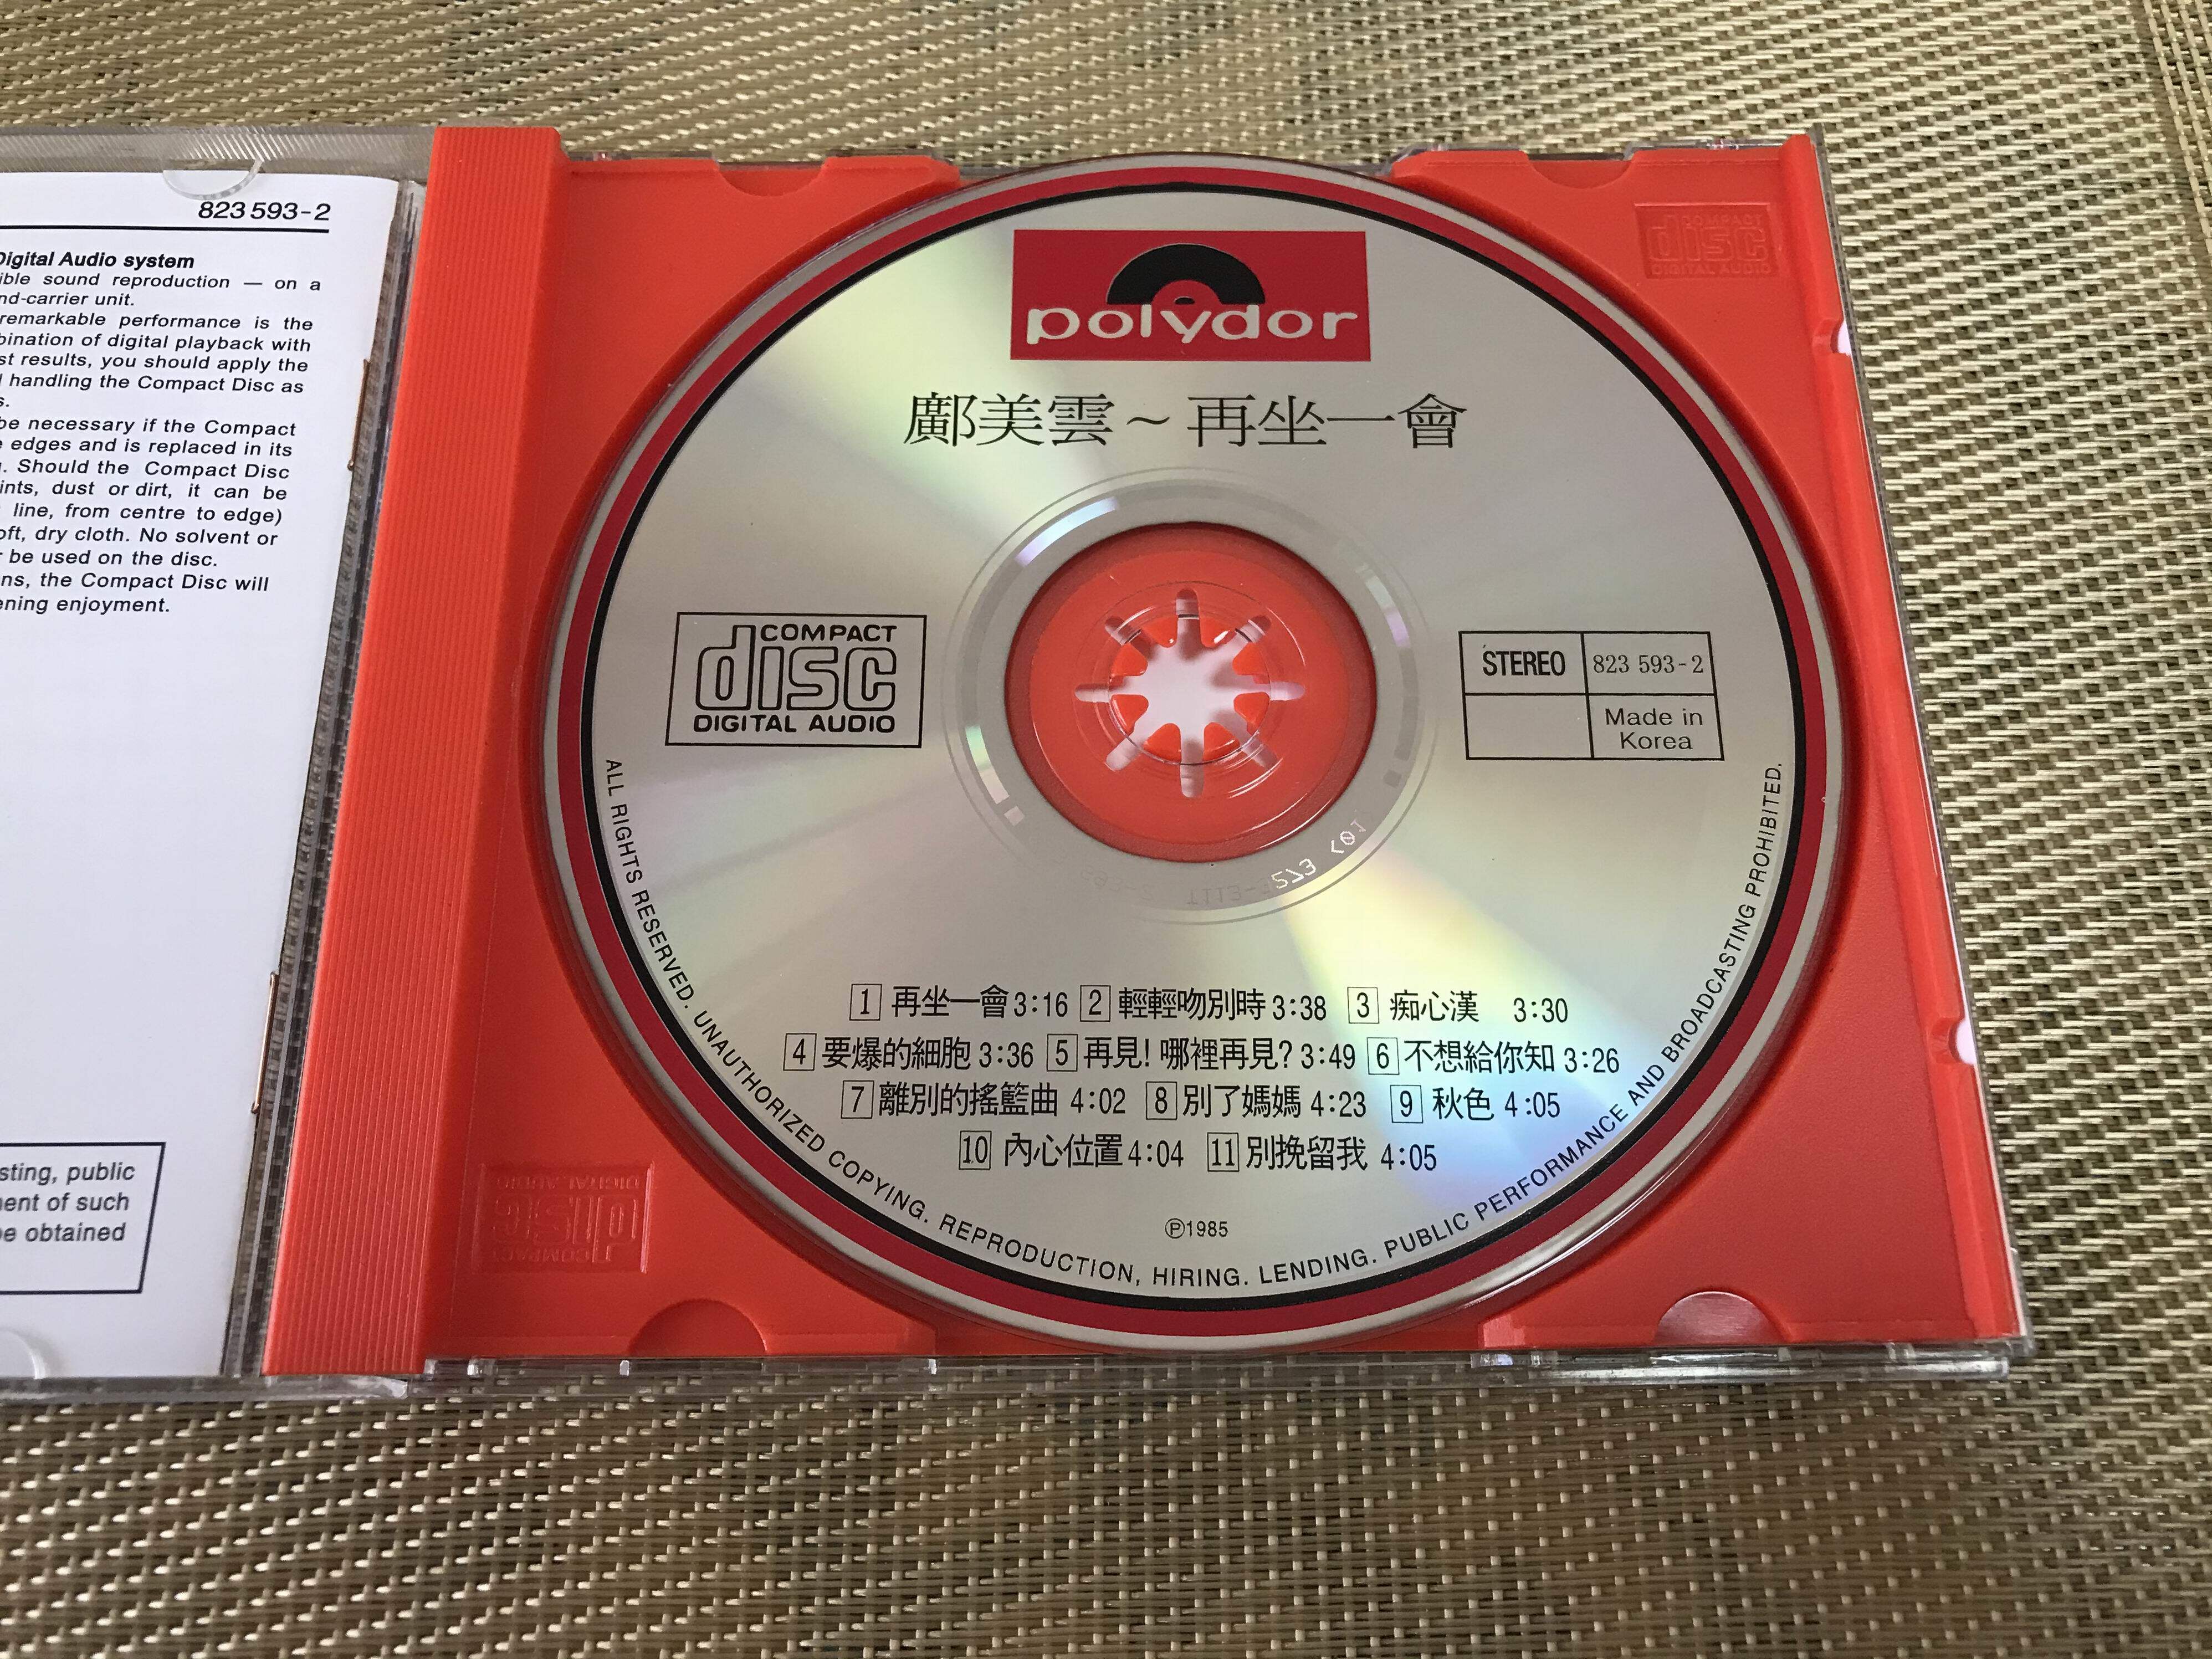 823 593-2
Digital Audio system
sound reproduction — on a
nd-carrier unit.
remarkable performance is the
of digital playback with
results, you should apply the
handling the Compact Disc as
be necessary if the Compact
edges and is replaced in its
Should the Compact Disc
dust or dirt, it can be
line, from centre to edge)
dry cloth. No solvent or
be used on the disc.
the Compact Disc will
enjoyment.
public
of such
obtained
polydor
鄺美雲～再坐一會
COMPACT
disc
DIGITAL AUDIO
STEREO 823 593-2
Made in
Korea
1 再坐一會 3:16 2 輕輕吻別時 3:38 3 痴心漢 3:30
4 要爆的細胞 3:36 5 再見! 哪裡再見? 3:49 6 不想給你知 3:26
7 離別的搖籃曲 4:02 8 別了媽媽 4:23 9 秋色 4:05
10 內心位置 4:04 11 別挽留我 4:05
Ⓟ1985
ALL RIGHTS RESERVED. UNAUTHORIZED COPYING. REPRODUCTION, HIRING. LENDING. PUBLIC PERFORMANCE AND BROADCASTING PROHIBITED.
COMPACT
disc
DIGITAL AUDIO
COMPACT
disc
DIGITAL AUDIO